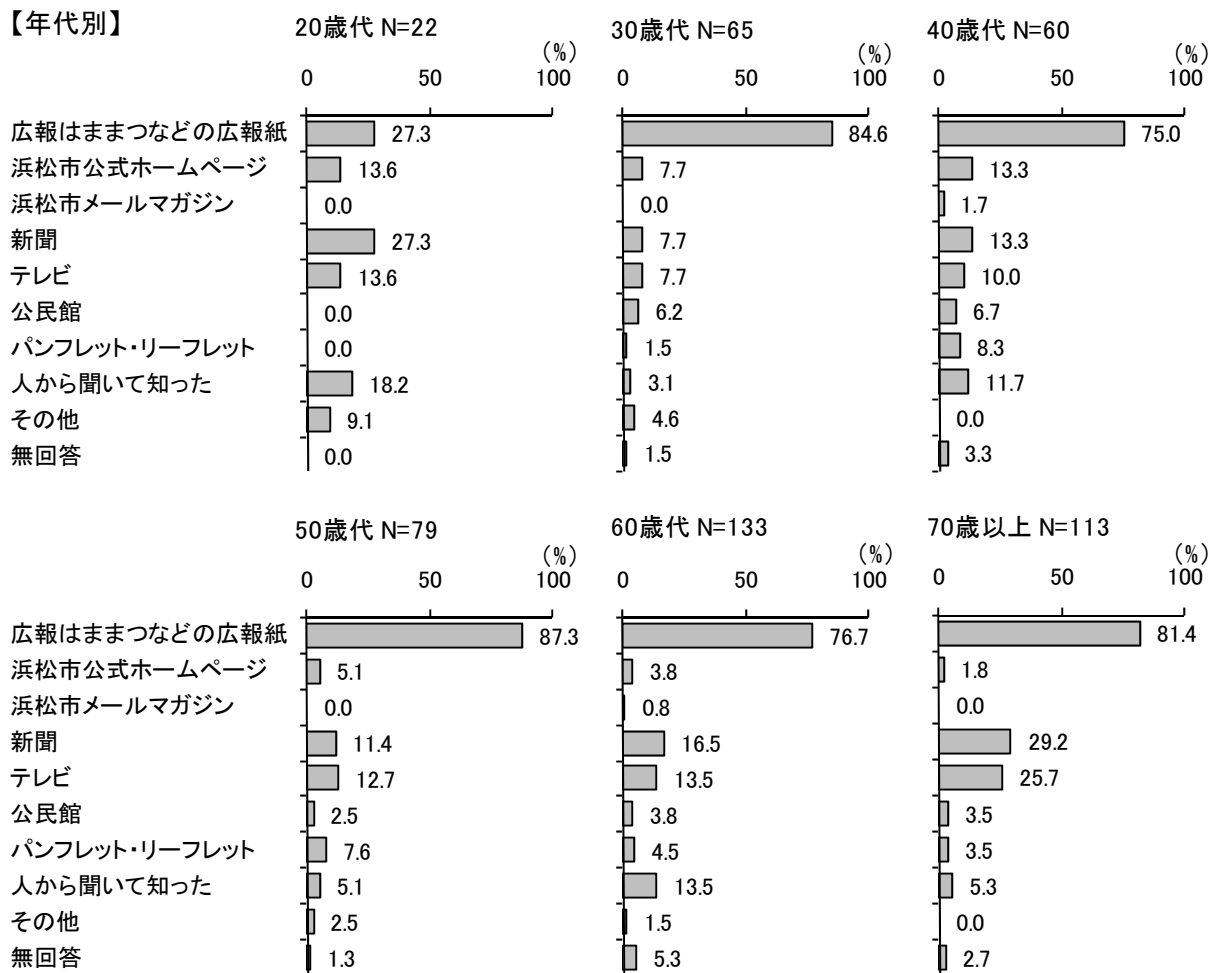 【年代別】
20歳代 N=22
30歳代 N=65
40歳代 N=60
(%)
(%)
(%)
0 50 100
0 50 100
0 50 100
広報はままつなどの広報紙 27.3 84.6 75.0
浜松市公式ホームページ 13.6 7.7 13.3
浜松市メールマガジン 0.0 0.0 1.7
新聞 27.3 7.7 13.3
テレビ 13.6 7.7 10.0
公民館 0.0 6.2 6.7
パンフレット・リーフレット 0.0 1.5 8.3
人から聞いて知った 18.2 3.1 11.7
その他 9.1 4.6 0.0
無回答 0.0 1.5 3.3
50歳代 N=79
60歳代 N=133
70歳以上 N=113
(%)
(%)
(%)
0 50 100
0 50 100
0 50 100
広報はままつなどの広報紙 87.3 76.7 81.4
浜松市公式ホームページ 5.1 3.8 1.8
浜松市メールマガジン 0.0 0.8 0.0
新聞 11.4 16.5 29.2
テレビ 12.7 13.5 25.7
公民館 2.5 3.8 3.5
パンフレット・リーフレット 7.6 4.5 3.5
人から聞いて知った 5.1 13.5 5.3
その他 2.5 1.5 0.0
無回答 1.3 5.3 2.7